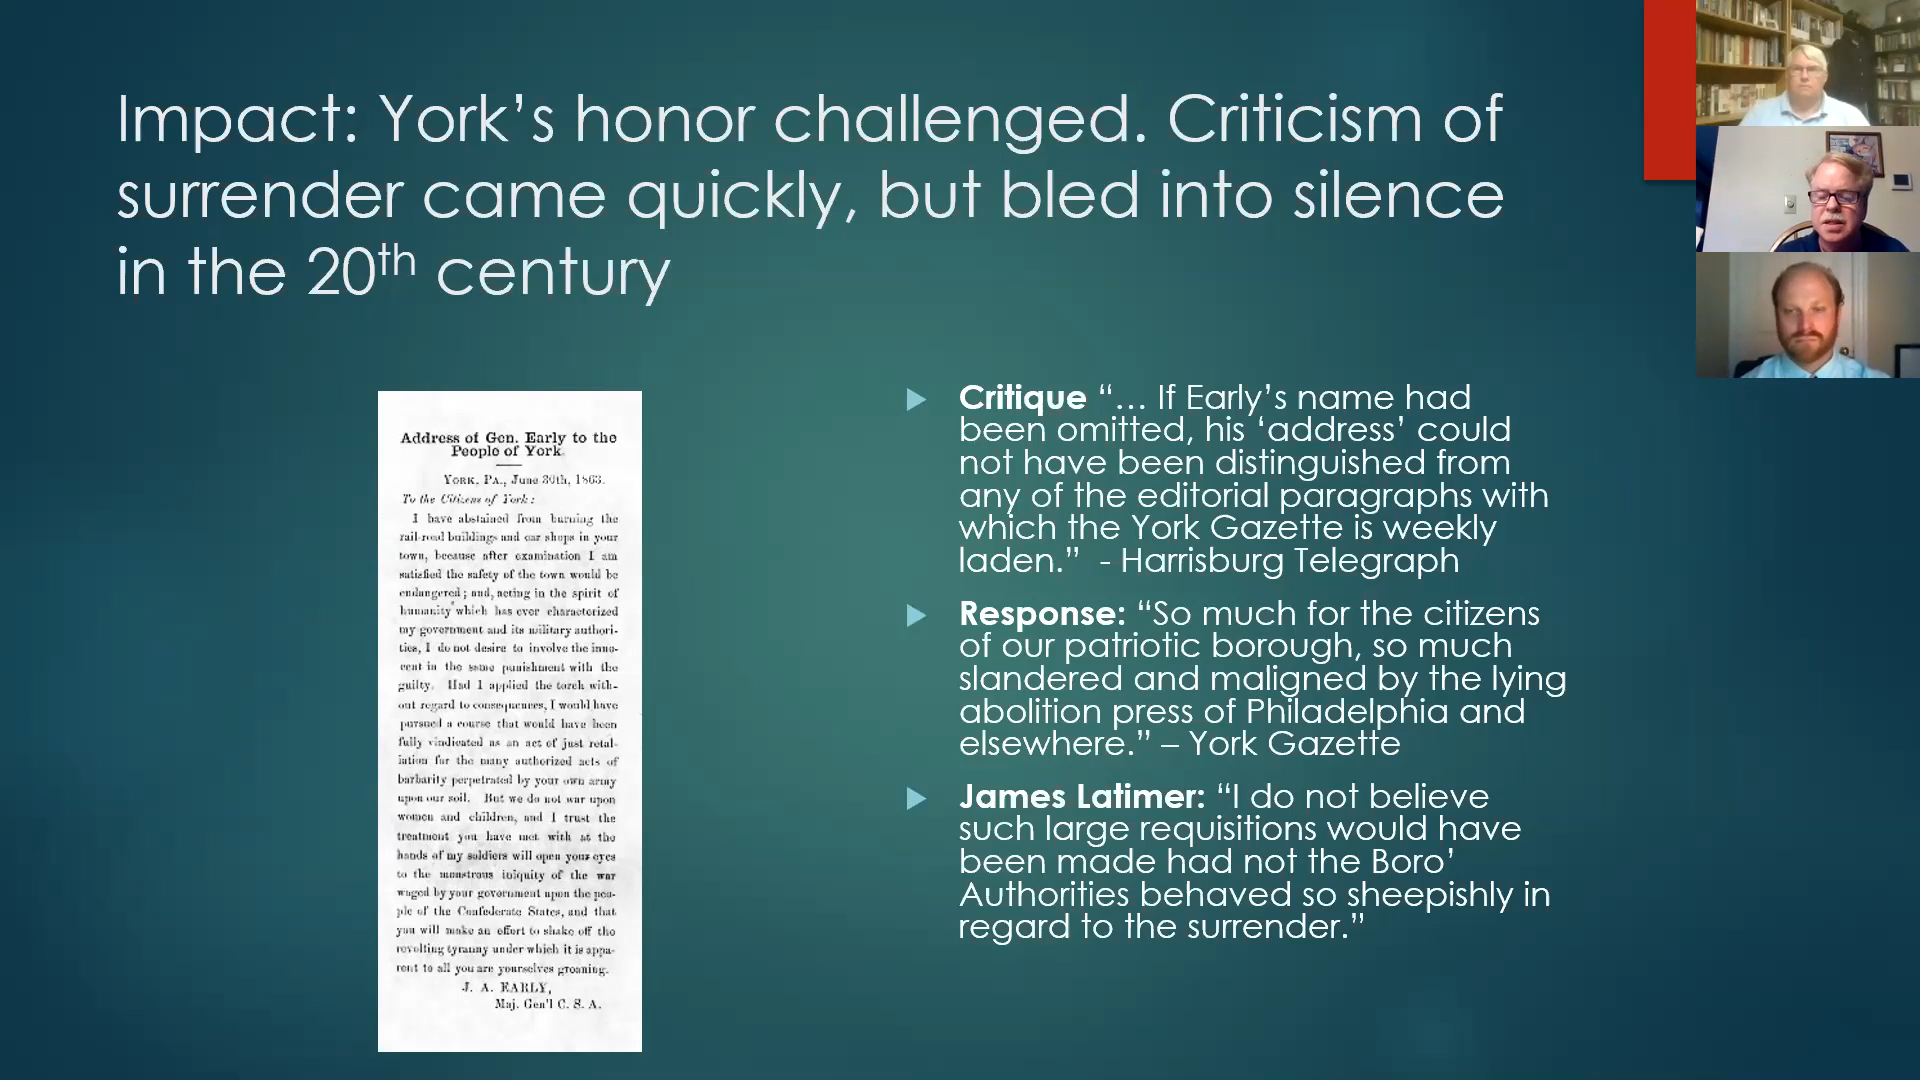 Impact: York’s honor challenged. Criticism of
surrender came quickly, but bled into silence
in the 20th century
Address of Gen. Early to the
People of York.
YORK, PA., June 30th, 1863.
To the Citizens of York:
I have abstained from burning the
rail-road buildings and car shops in your
town, because after examination I am
satisfied the safety of the town would be
endangered; and, acting in the spirit of
humanity which has ever characterized
my government and its military authori-
ties, I do not desire to involve the inno-
cent in the same punishment with the
guilty. Had I applied the torch with-
out regard to consequences, I would have
pursued a course that would have been
fully vindicated as an act of just retal-
iation for the many authorized acts of
barbarity perpetrated by your own army
upon our soil. But we do not war upon
women and children, and I trust the
treatment you have met with at the
hands of my soldiers will open your eyes
to the monstrous iniquity of the war
waged by your government upon the peo-
ple of the Confederate States, and that
you will make an effort to shake off the
revolting tyranny under which it is appa-
rent to all you are yourselves groaning.
J. A. EARLY,
Maj. Gen'l C. S. A.
Critique “… If Early’s name had
been omitted, his ‘address’ could
not have been distinguished from
any of the editorial paragraphs with
which the York Gazette is weekly
laden.” - Harrisburg Telegraph
Response: “So much for the citizens
of our patriotic borough, so much
slandered and maligned by the lying
abolition press of Philadelphia and
elsewhere.” – York Gazette
James Latimer: “I do not believe
such large requisitions would have
been made had not the Boro’
Authorities behaved so sheepishly in
regard to the surrender.”